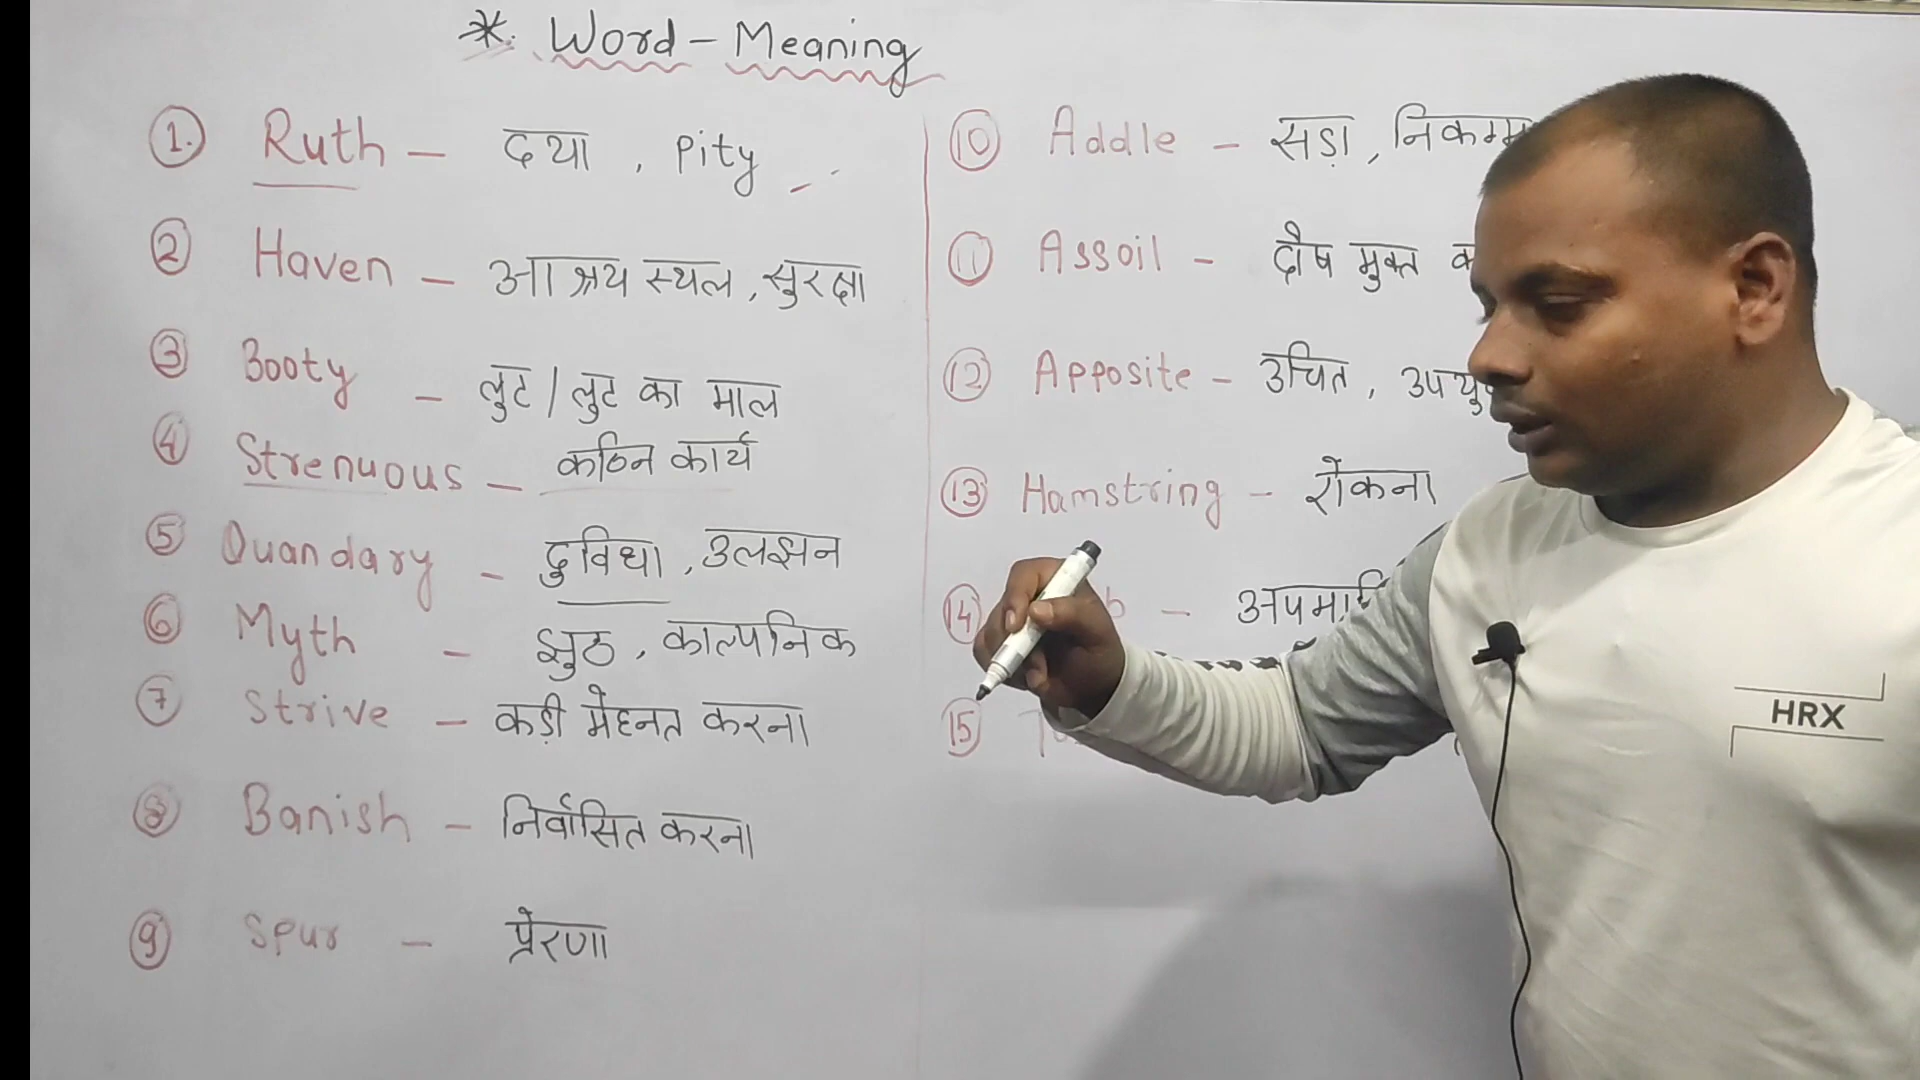 * Word - Meaning
1. Ruth - दया, Pity
2 Haven - आश्रय स्थल, सुरक्षा
3 Booty - लुट / लुट का माल
4 Strenuous - कठिन कार्य
5 Quandary - दुविधा, उलझन
6 Myth - झुठ, काल्पनिक
7 Strive - कड़ी मेहनत करना
8 Banish - निर्वासित करना
9 Spur - प्रेरणा
10 Addle - सड़ा,
11 Assoil - दोष मुक्त
12 Apposite - उचित,
13 Hamstring - रोकना
14
15
HRX